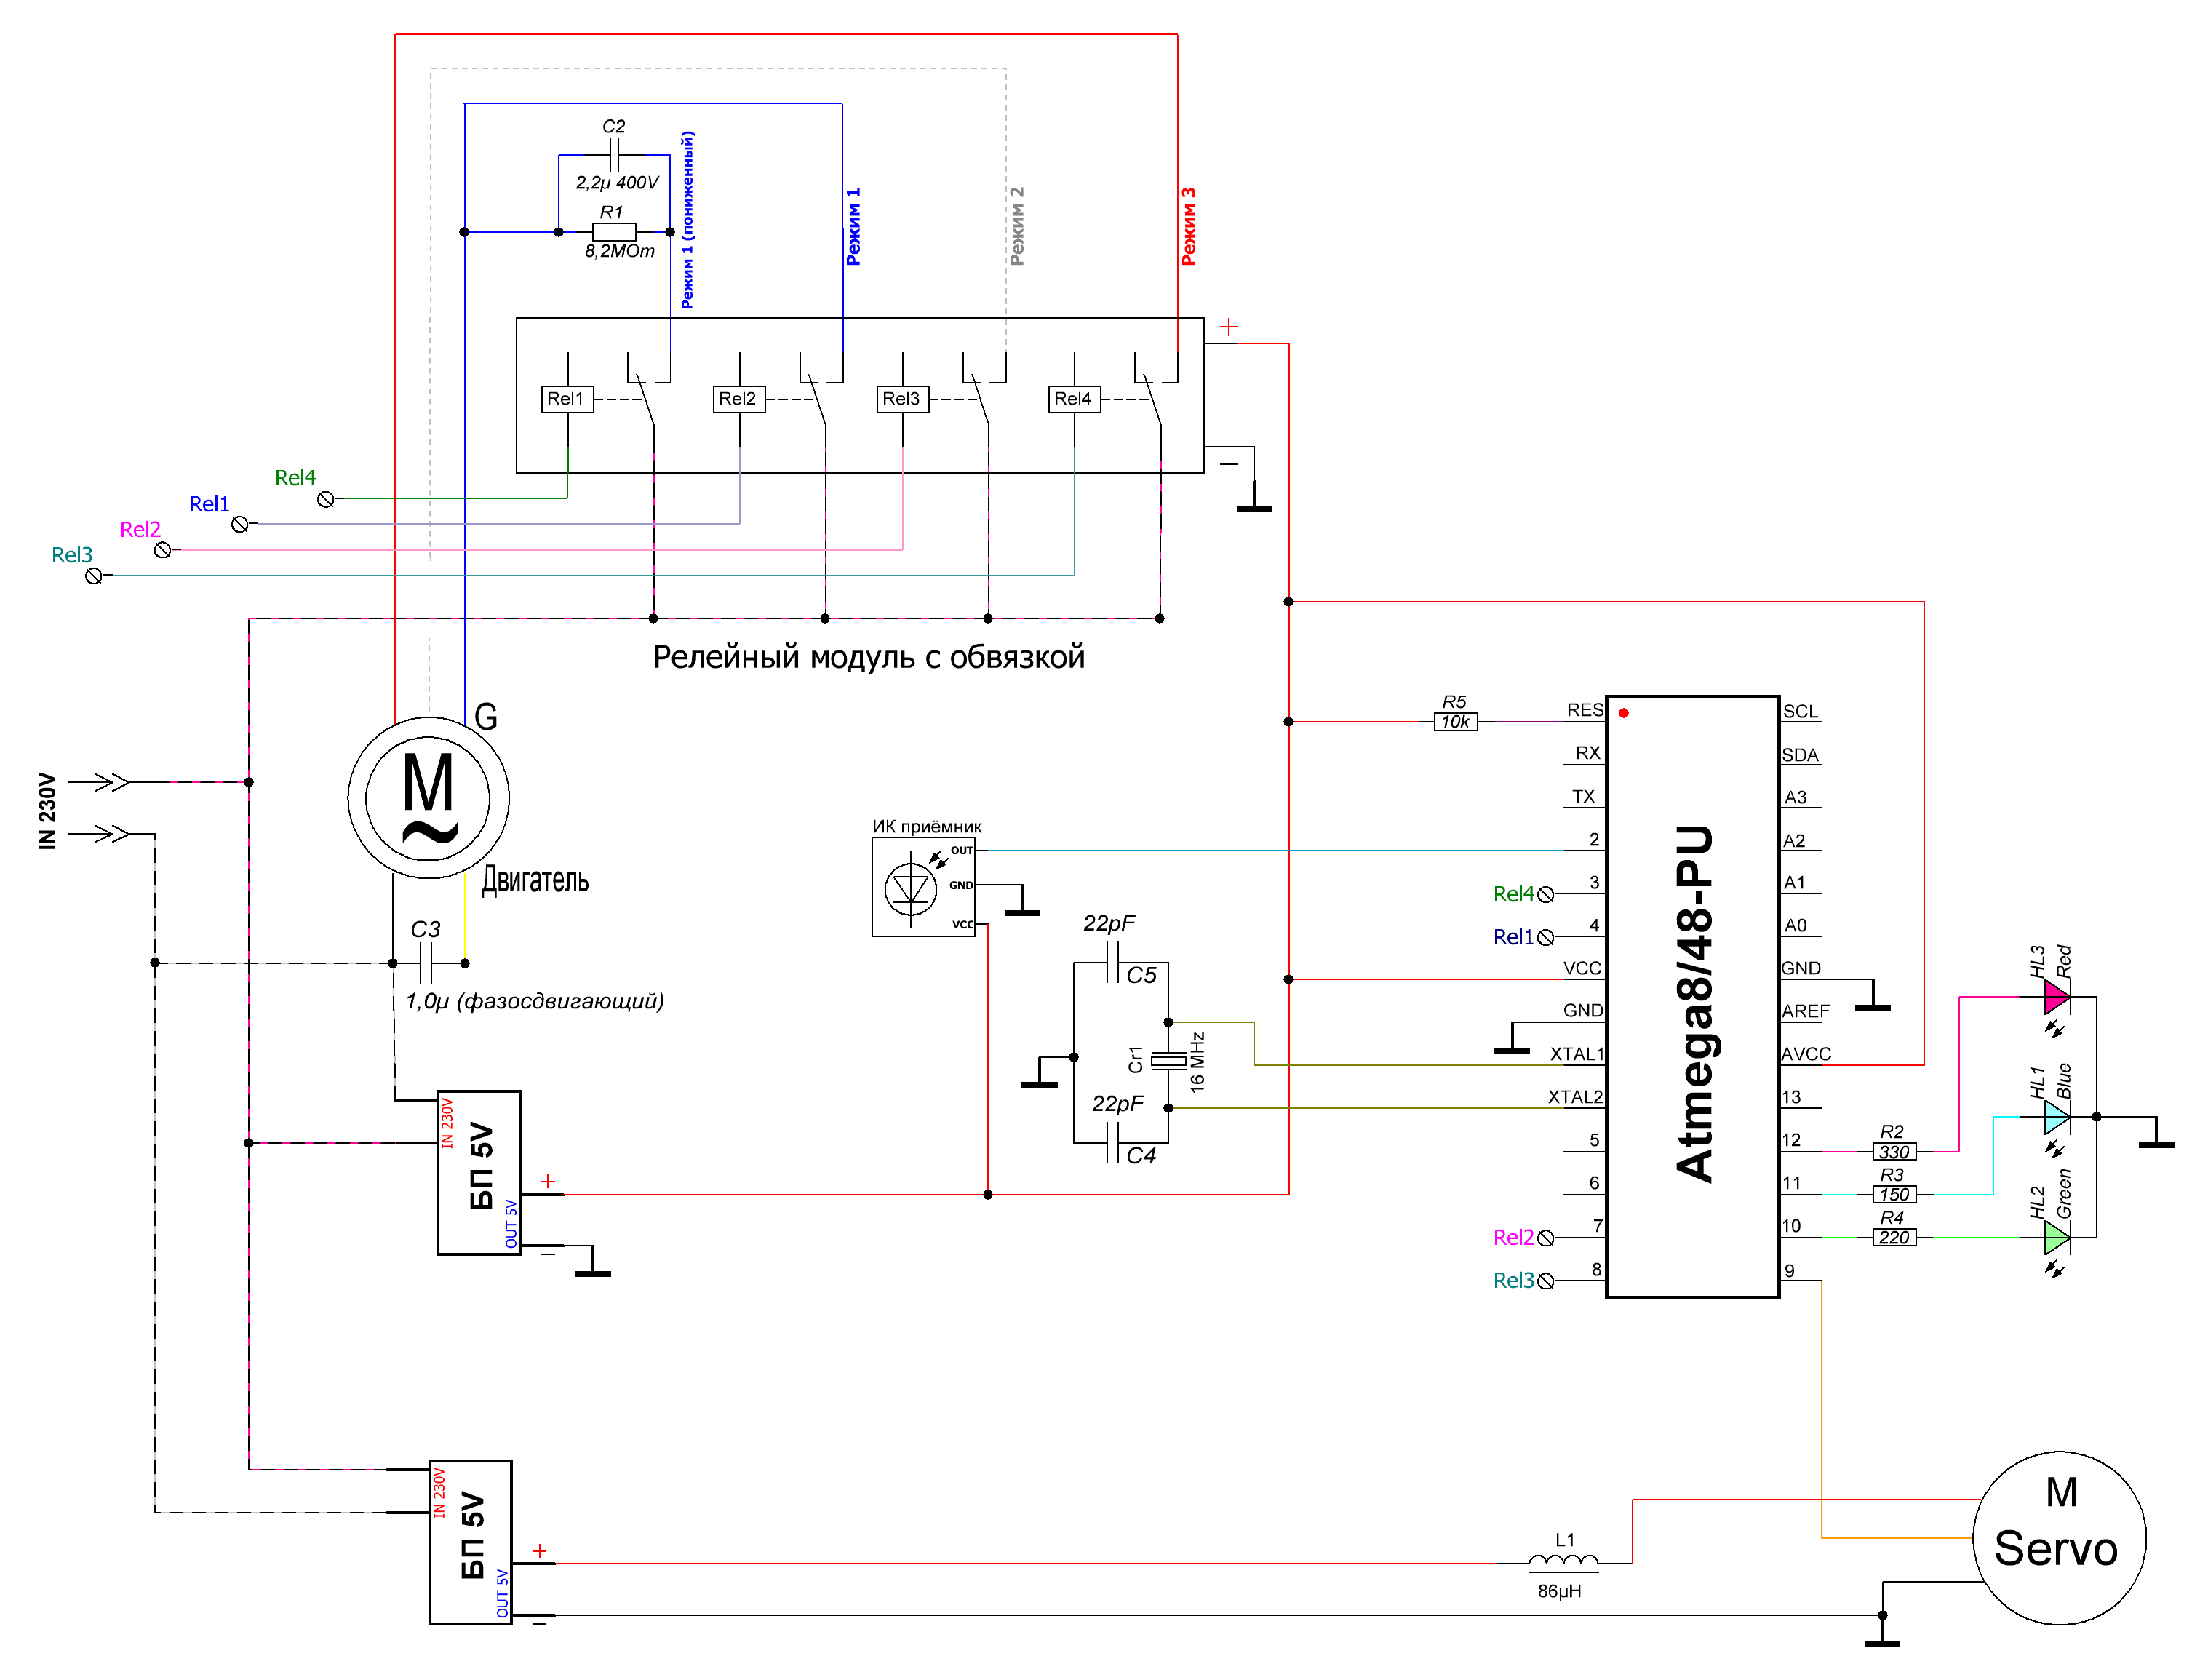 C2
2,2µ 400V
R1
8,2МОт
Режим 1 (пониженный)
Режим 1
Режим 2
Режим 3
+
Rel1
Rel2
Rel3
Rel4
−
Rel4
Rel1
Rel2
Rel3
Релейный модуль с обвязкой
G
M
~
Двигатель
IN 230V
C3
1,0µ (фазосдвигающий)
ИК приёмник
OUT
GND
VCC
22pF
C5
Cr1
16 MHz
22pF
C4
R5
10k
RES
RX
TX
2
Rel4
3
Rel1
4
VCC
GND
XTAL1
XTAL2
5
6
Rel2
7
Rel3
8
Atmega8/48-PU
SCL
SDA
A3
A2
A1
A0
GND
AREF
AVCC
13
12
11
10
9
R2
330
R3
150
R4
220
HL3
Red
HL1
Blue
HL2
Green
IN 230V
БП 5V
OUT 5V
+
−
IN 230V
БП 5V
OUT 5V
+
−
L1
86µH
M
Servo